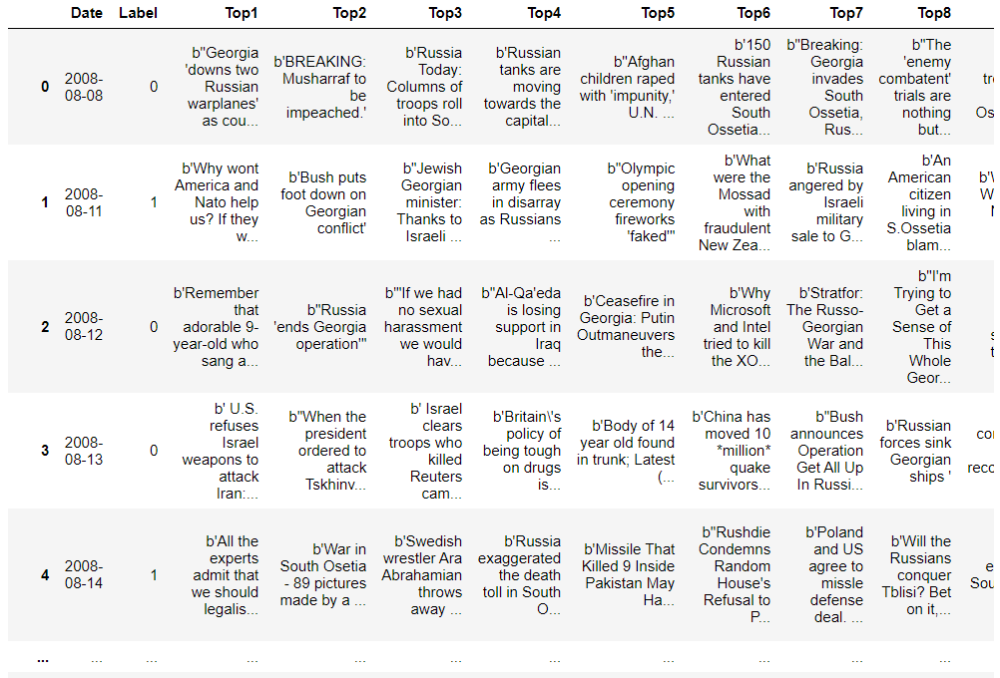 Date Label Top1 Top2 Top3 Top4 Top5 Top6 Top7 Top8
0
2008-
08-08
0
b"Georgia
'downs two
Russian
warplanes'
as cou...
b'BREAKING:
Musharraf to
be
impeached.'
b'Russia
Today:
Columns of
troops roll
into So...
b'Russian
tanks are
moving
towards the
capital...
b"Afghan
children raped
with 'impunity,'
U.N. ...
b'150
Russian
tanks have
entered
South
Ossetia...
b"Breaking:
Georgia
invades
South
Ossetia,
Rus...
b"The
'enemy
combatent'
trials are
nothing
but...
1
2008-
08-11
1
b'Why wont
America and
Nato help
us? If they
w...
b'Bush puts
foot down on
Georgian
conflict'
b"Jewish
Georgian
minister:
Thanks to
Israeli ...
b'Georgian
army flees
in disarray
as Russians
...
b"Olympic
opening
ceremony
fireworks
'faked'"
b'What
were the
Mossad
with
fraudulent
New Zea...
b'Russia
angered by
Israeli
military
sale to G...
b'An
American
citizen
living in
S.Ossetia
blam...
2
2008-
08-12
0
b'Remember
that
adorable 9-
year-old who
sang a...
b"Russia
'ends Georgia
operation'"
b'"If we had
no sexual
harassment
we would
hav...
b"Al-Qa'eda
is losing
support in
Iraq
because ...
b'Ceasefire in
Georgia: Putin
Outmaneuvers
the...
b'Why
Microsoft
and Intel
tried to kill
the XO...
b'Stratfor:
The Russo-
Georgian
War and
the Bal...
b"I'm
Trying to
Get a
Sense of
This
Whole
Geor...
3
2008-
08-13
0
b' U.S.
refuses
Israel
weapons to
attack
Iran:...
b"When the
president
ordered to
attack
Tskhinv...
b' Israel
clears
troops who
killed
Reuters
cam...
b'Britain\'s
policy of
being tough
on drugs
is...
b'Body of 14
year old found
in trunk; Latest
(...
b'China has
moved 10
*million*
quake
survivors...
b"Bush
announces
Operation
Get All Up
In Russi...
b'Russian
forces sink
Georgian
ships '
4
2008-
08-14
1
b'All the
experts
admit that
we should
legalis...
b'War in
South Osetia
- 89 pictures
made by a ...
b'Swedish
wrestler Ara
Abrahamian
throws
away ...
b'Russia
exaggerated
the death
toll in South
O...
b'Missile That
Killed 9 Inside
Pakistan May
Ha...
b"Rushdie
Condemns
Random
House's
Refusal to
P...
b'Poland
and US
agree to
missle
defense
deal. ...
b'Will the
Russians
conquer
Tblisi? Bet
on it,...
... ... ... ... ... ... ... ... ... ... ...